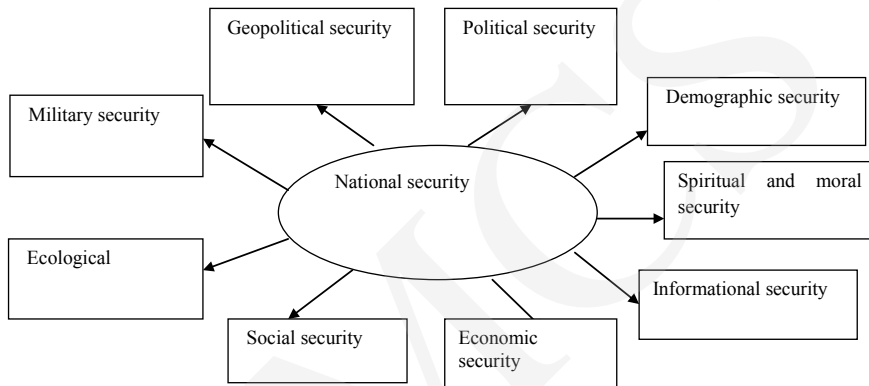 Geopolitical security
Political security
Military security
Demographic security
National security
Spiritual and moral
security
Ecological
Informational security
Social security
Economic
security